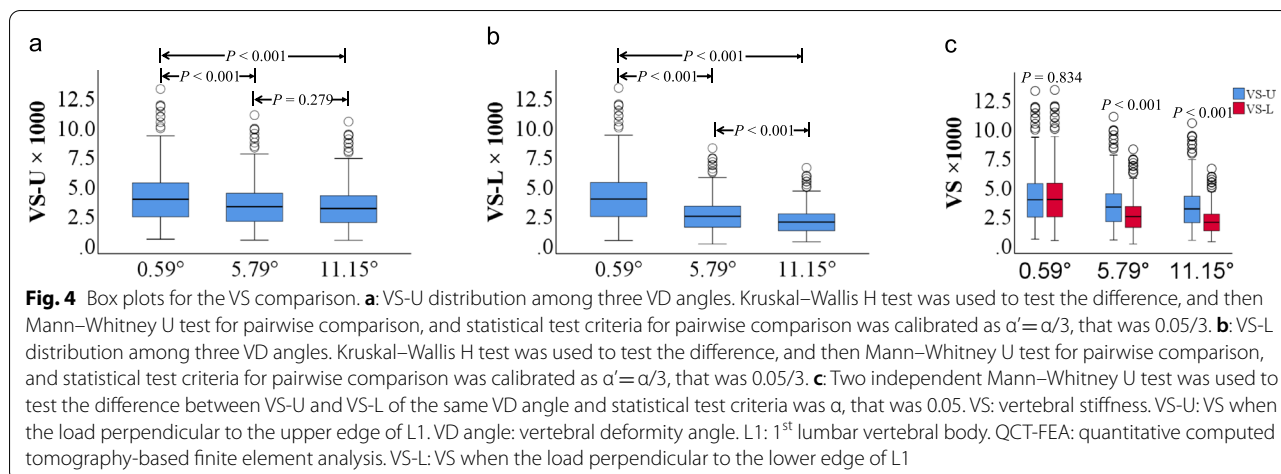 a
P < 0.001
P < 0.001
P = 0.279
12.5
10.0
7.5
5.0
2.5
.0
VS-U × 1000
0.59° 5.79° 11.15°
b
P < 0.001
P < 0.001
P < 0.001
12.5
10.0
7.5
5.0
2.5
.0
VS-L × 1000
0.59° 5.79° 11.15°
c
P = 0.834
P < 0.001 P < 0.001
VS-U
VS-L
12.5
10.0
7.5
5.0
2.5
.0
VS ×1000
0.59° 5.79° 11.15°
Fig. 4 Box plots for the VS comparison. a: VS-U distribution among three VD angles. Kruskal–Wallis H test was used to test the difference, and then
Mann–Whitney U test for pairwise comparison, and statistical test criteria for pairwise comparison was calibrated as α′= α/3, that was 0.05/3. b: VS-L
distribution among three VD angles. Kruskal–Wallis H test was used to test the difference, and then Mann–Whitney U test for pairwise comparison,
and statistical test criteria for pairwise comparison was calibrated as α′= α/3, that was 0.05/3. c: Two independent Mann–Whitney U test was used to
test the difference between VS-U and VS-L of the same VD angle and statistical test criteria was α, that was 0.05. VS: vertebral stiffness. VS-U: VS when
the load perpendicular to the upper edge of L1. VD angle: vertebral deformity angle. L1: 1st lumbar vertebral body. QCT-FEA: quantitative computed
tomography-based finite element analysis. VS-L: VS when the load perpendicular to the lower edge of L1